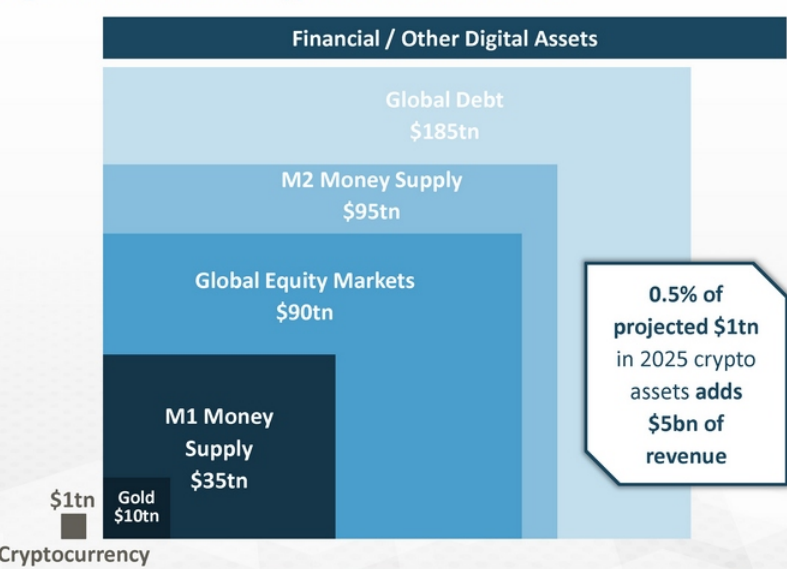 Financial / Other Digital Assets
Global Debt
$185tn
M2 Money Supply
$95tn
Global Equity Markets
$90tn
M1 Money
Supply
$35tn
Gold
$10tn
$1tn
Cryptocurrency
0.5% of
projected $1tn
in 2025 crypto
assets adds
$5bn of
revenue